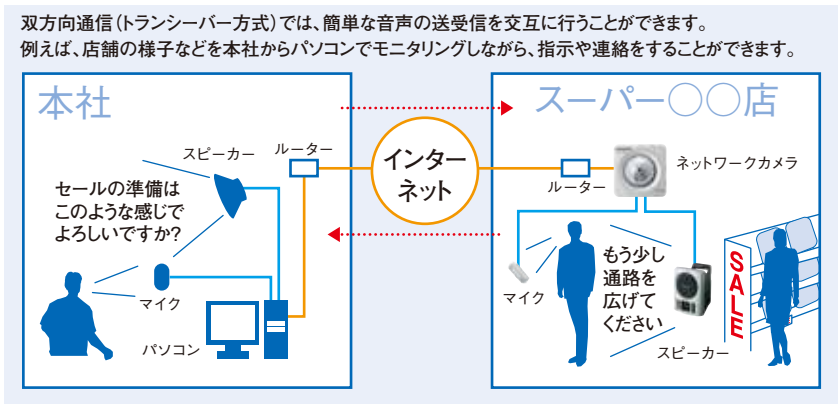 双方向通信(トランシーバー方式)では、簡単な音声の送受信を交互に行うことができます。
例えば、店舗の様子などを本社からパソコンでモニタリングしながら、指示や連絡をすることができます。
本社
スピーカー
ルーター
セールの準備は
このような感じで
よろしいですか?
マイク
パソコン
インター
ネット
スーパー○○店
ルーター
ネットワークカメラ
マイク
もう少し
通路を
広げて
ください
スピーカー
SALE